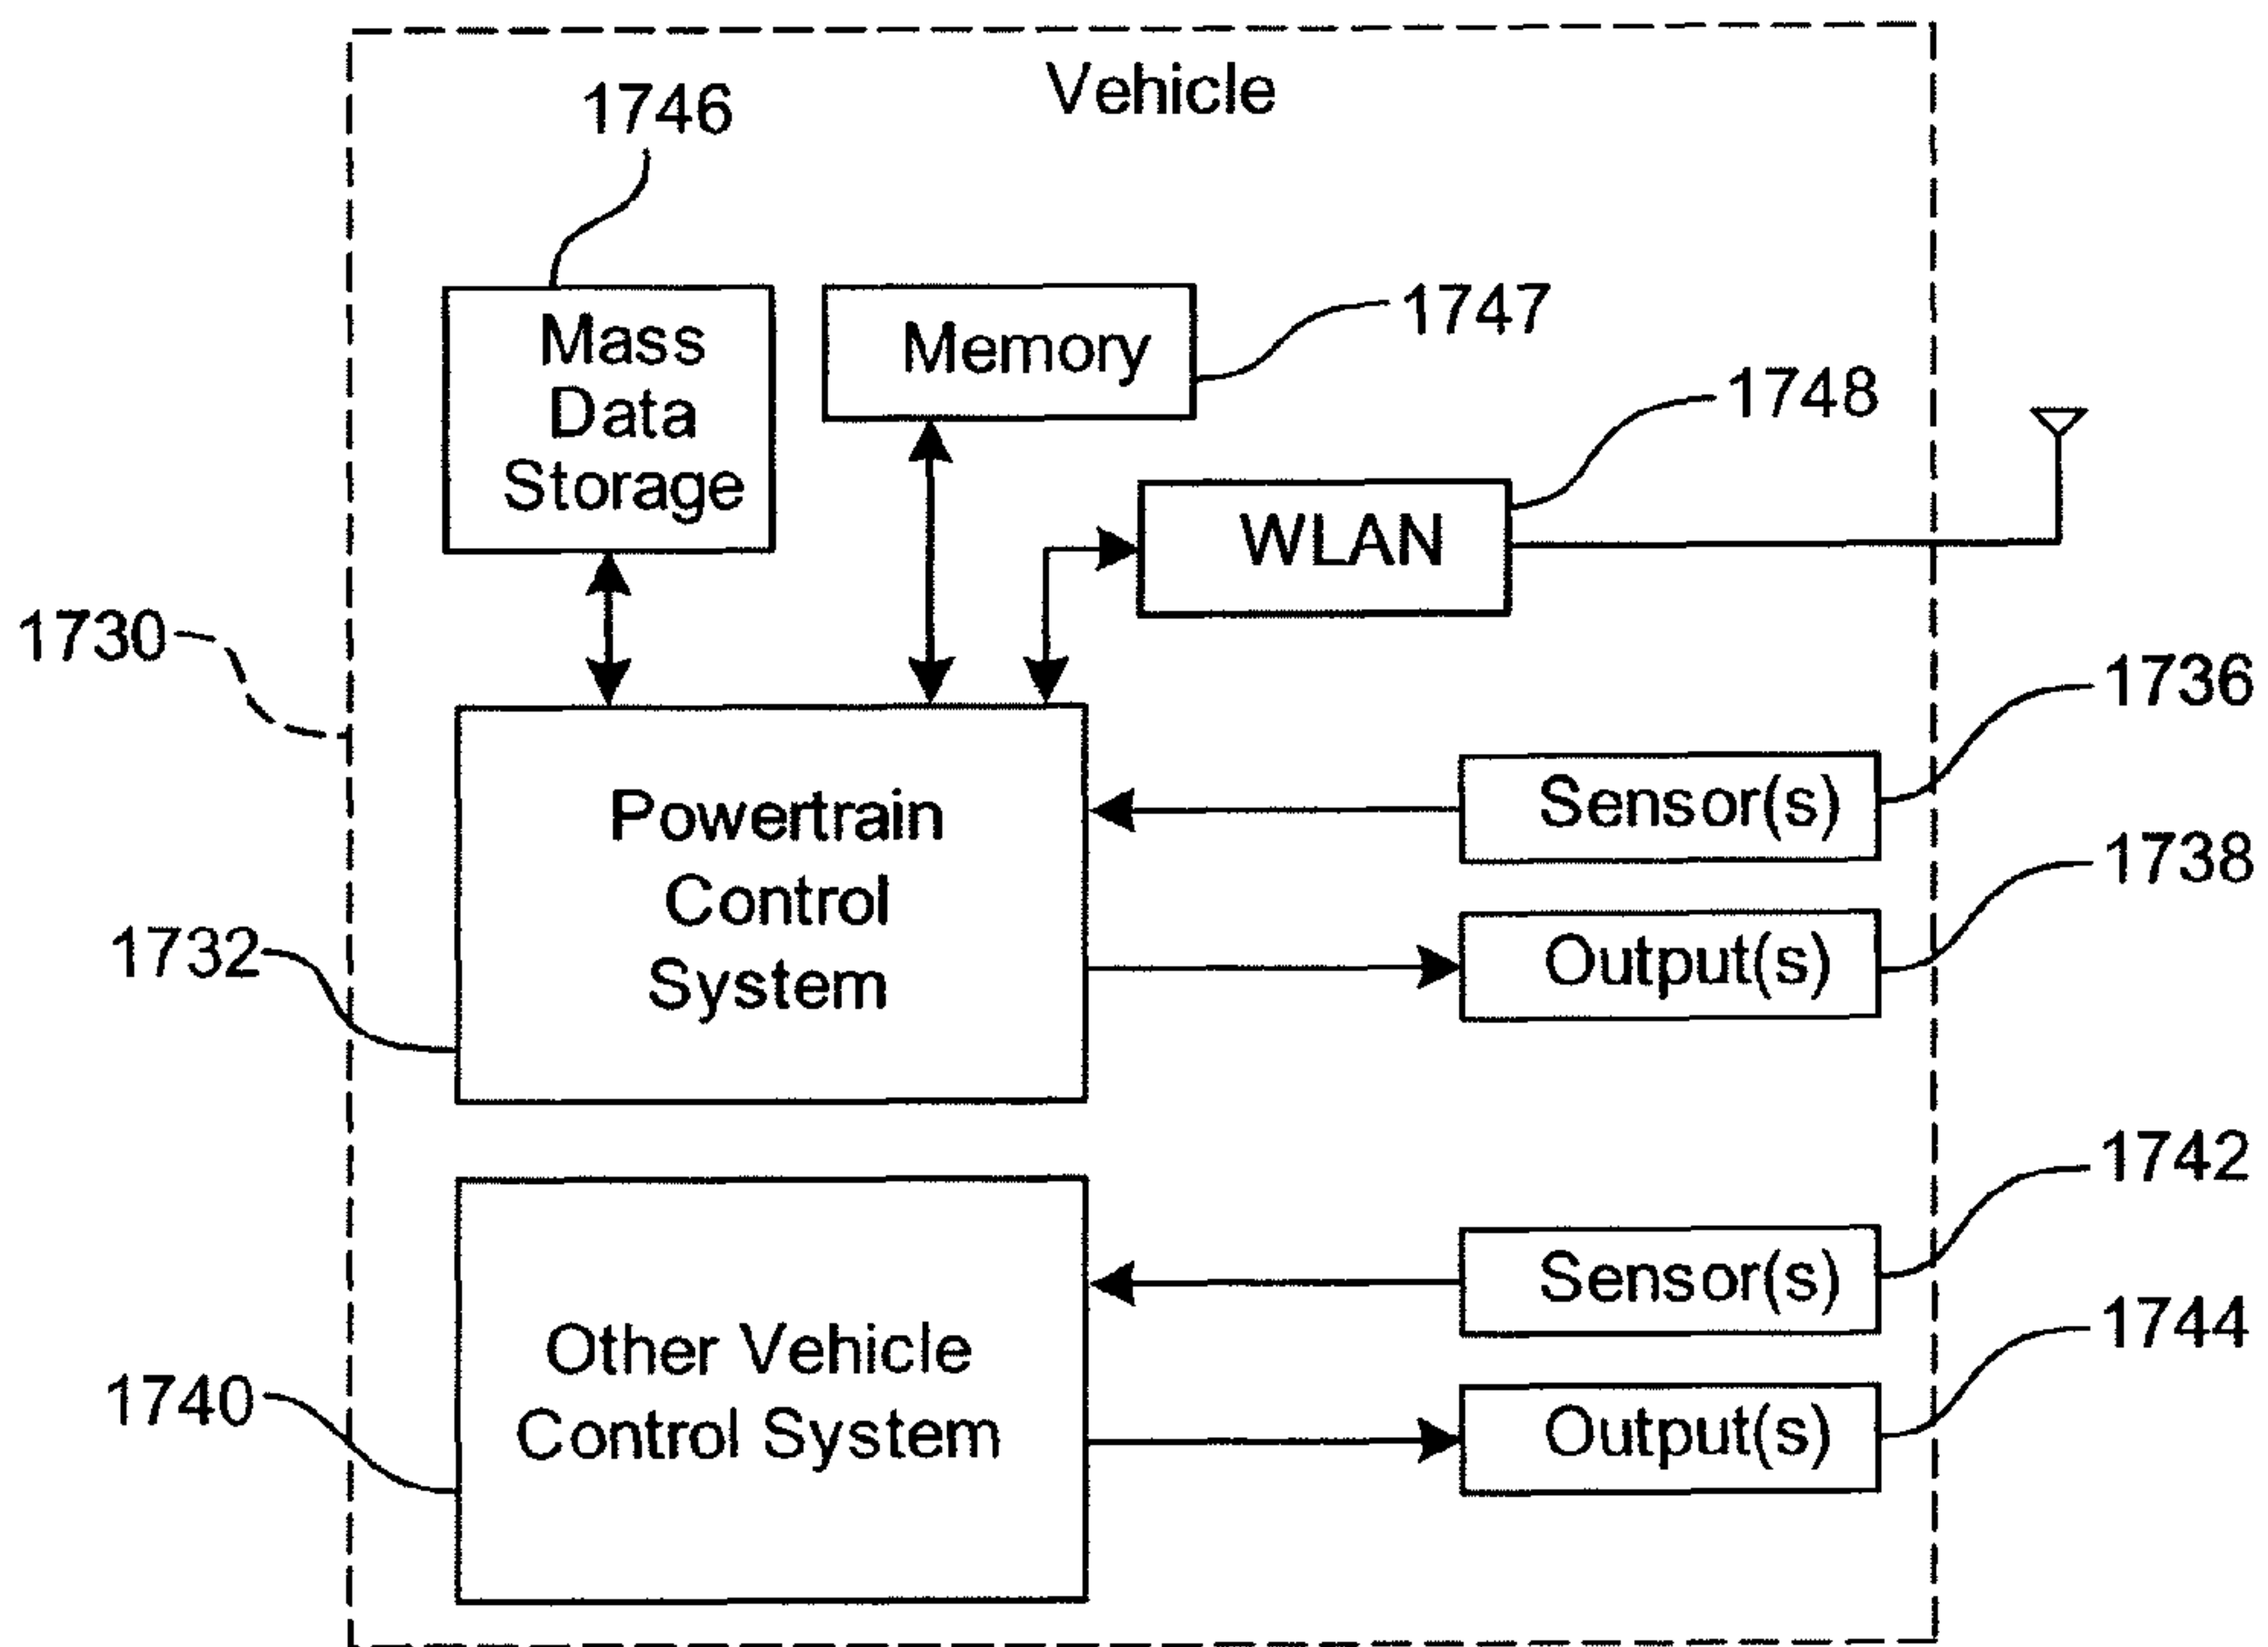 Vehicle
1746
Mass
Data
Storage
Memory
1747
1748
WLAN
1730
1736
Sensor(s)
Powertrain
Control
System
1738
Output(s)
1732
1742
Sensor(s)
1744
Output(s)
Other Vehicle
Control System
1740